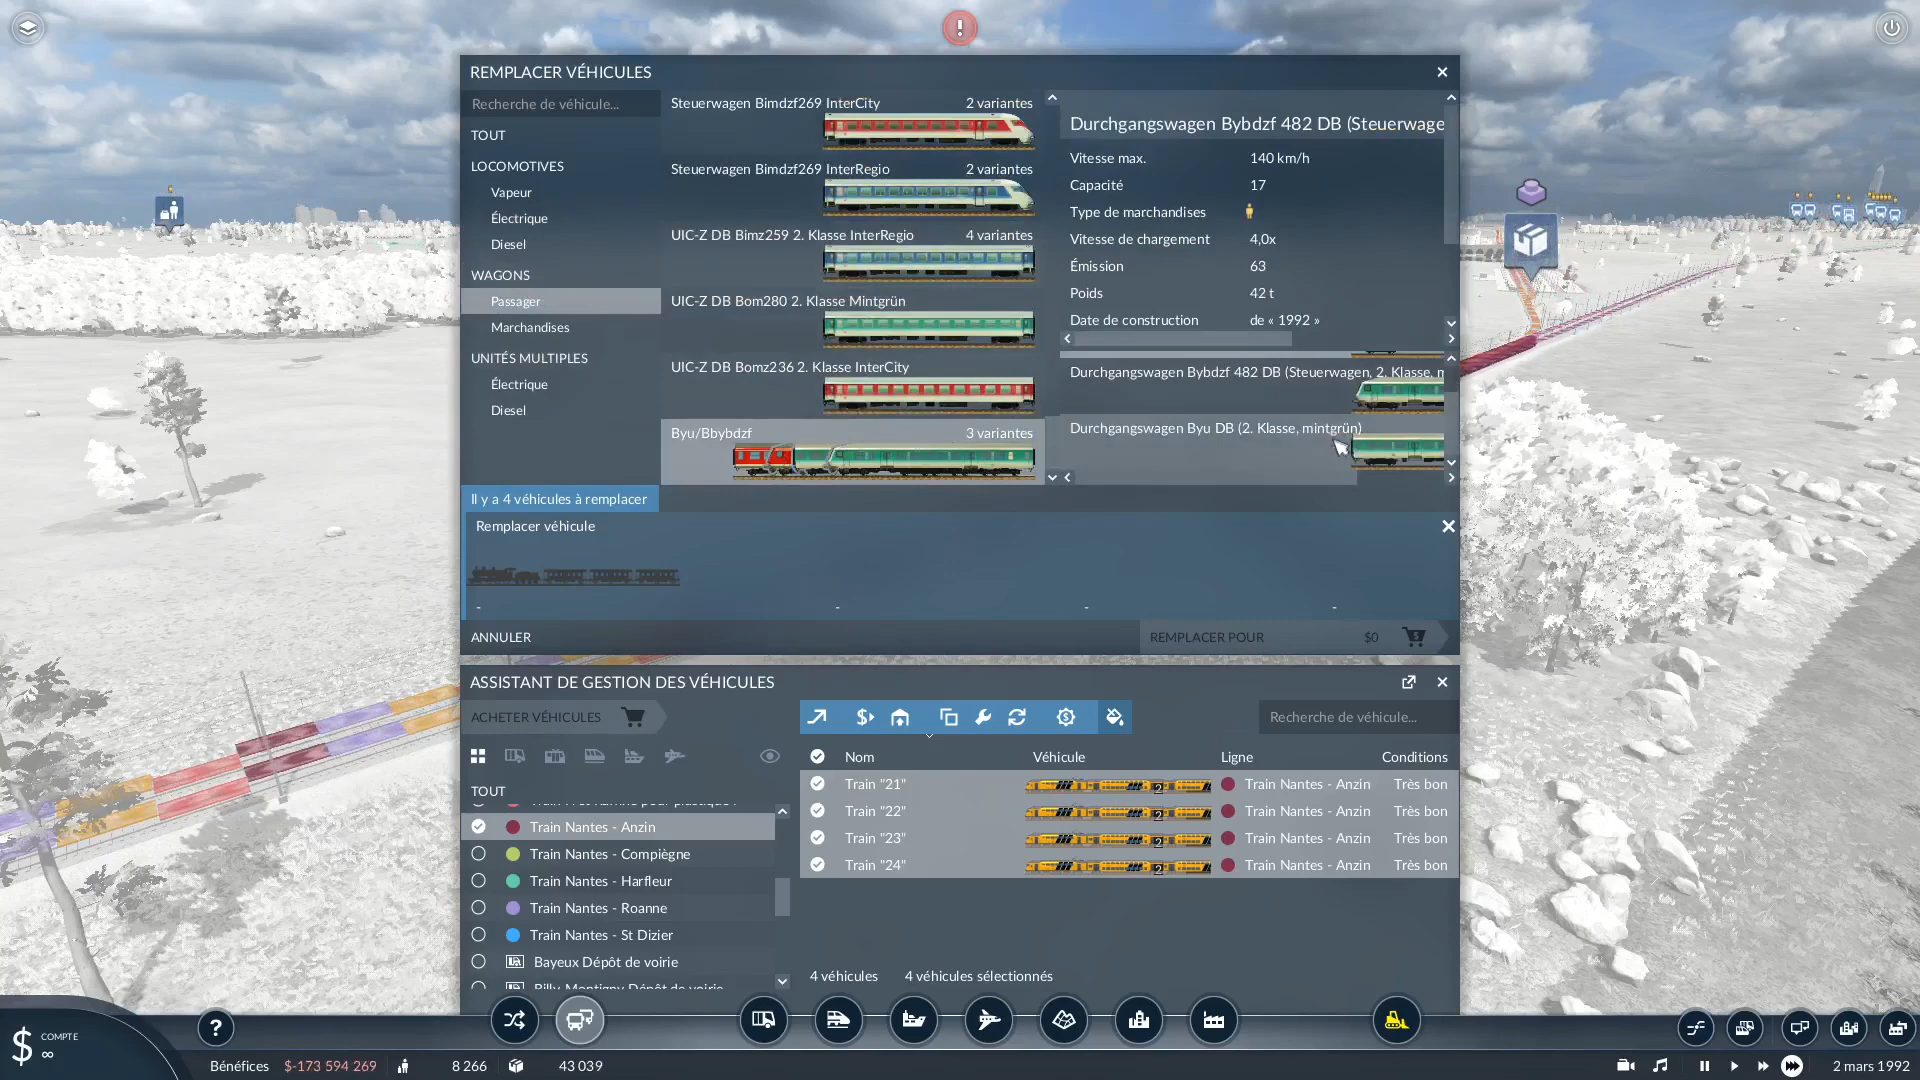 REMPLACER VÉHICULES
Recherche de véhicule...
TOUT
LOCOMOTIVES
Vapeur
Électrique
Diesel
WAGONS
Passager
Marchandises
UNITÉS MULTIPLES
Électrique
Diesel
Steuerwagen Bimdzf269 InterCity 2 variantes
Steuerwagen Bimdzf269 InterRegio 2 variantes
UIC-Z DB Bimz259 2. Klasse InterRegio 4 variantes
UIC-Z DB Bom280 2. Klasse Mintgrün
UIC-Z DB Bomz236 2. Klasse InterCity
Byu/Bbybdzf 3 variantes
Durchgangswagen Bybdzf 482 DB (Steuerwage
Vitesse max. 140 km/h
Capacité 17
Type de marchandises
Vitesse de chargement 4,0x
Émission 63
Poids 42 t
Date de construction de « 1992 »
Durchgangswagen Bybdzf 482 DB (Steuerwagen, 2. Klasse, m
Durchgangswagen Byu DB (2. Klasse, mintgrün)
Il y a 4 véhicules à remplacer
Remplacer véhicule
- - - -
ANNULER
REMPLACER POUR $0
ASSISTANT DE GESTION DES VÉHICULES
ACHETER VÉHICULES
Recherche de véhicule...
TOUT
Train Nantes - Anzin
Train Nantes - Compiègne
Train Nantes - Harfleur
Train Nantes - Roanne
Train Nantes - St Dizier
Bayeux Dépôt de voirie
Billy-Montigny Dépôt de voirie
Nom Véhicule Ligne Conditions
Train "21" 2 Train Nantes - Anzin Très bon
Train "22" 2 Train Nantes - Anzin Très bon
Train "23" 2 Train Nantes - Anzin Très bon
Train "24" 2 Train Nantes - Anzin Très bon
4 véhicules 4 véhicules sélectionnés
$ COMPTE
∞
?
Bénéfices $-173 594 269 8 266 43 039
2 mars 1992